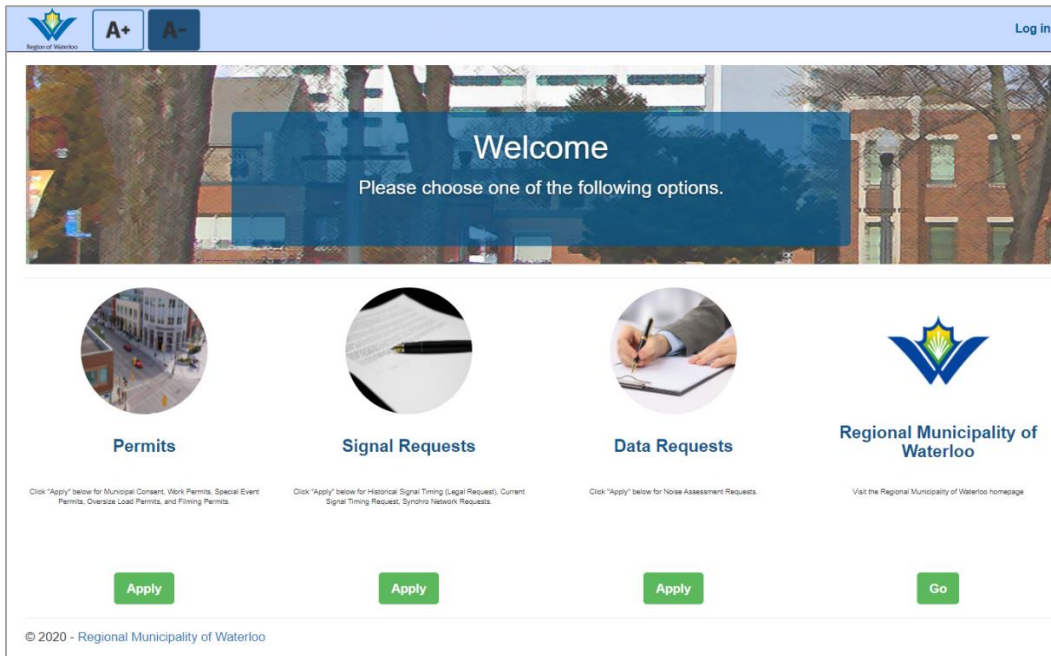 Region of Waterloo
A+
A-
Log in
Welcome
Please choose one of the following options.
Permits
Signal Requests
Data Requests
Regional Municipality of
Waterloo
Click "Apply" below for Municipal Consent, Work Permits, Special Event
Permits, Oversize Load Permits, and Filming Permits.
Click "Apply" below for Historical Signal Timing (Legal Request), Current
Signal Timing Request, Synchro Network Requests.
Click "Apply" below for Noise Assessment Requests.
Visit the Regional Municipality of Waterloo homepage
Apply
Apply
Apply
Go
© 2020 - Regional Municipality of Waterloo